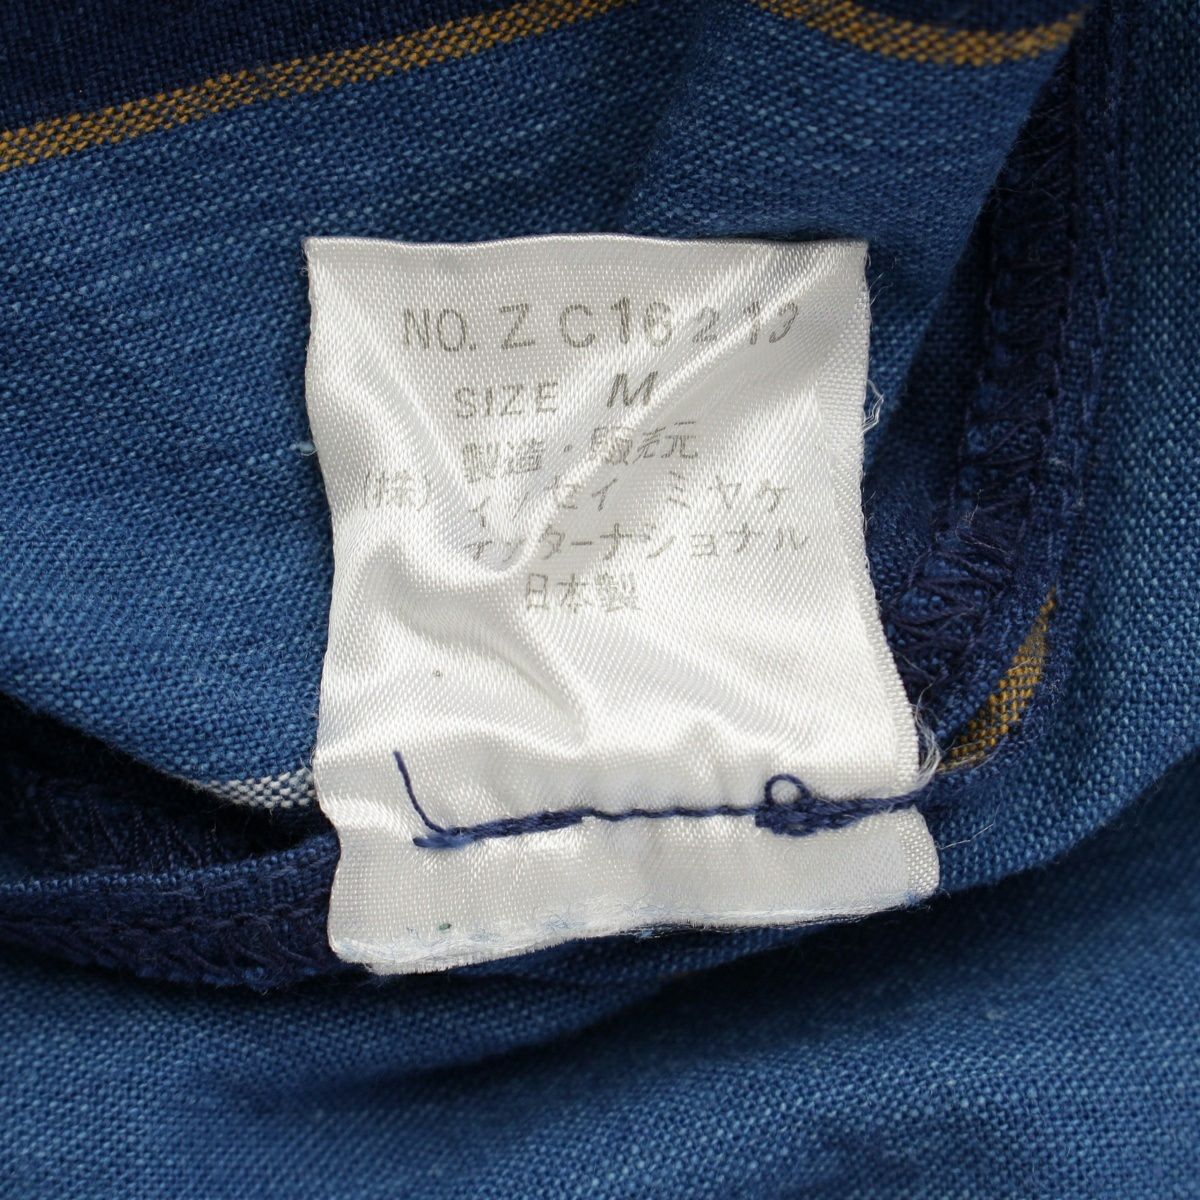 NO. Z C16213
SIZE M
製造・販売元
(株) イッセイ ミヤケ
インターナショナル
日本製